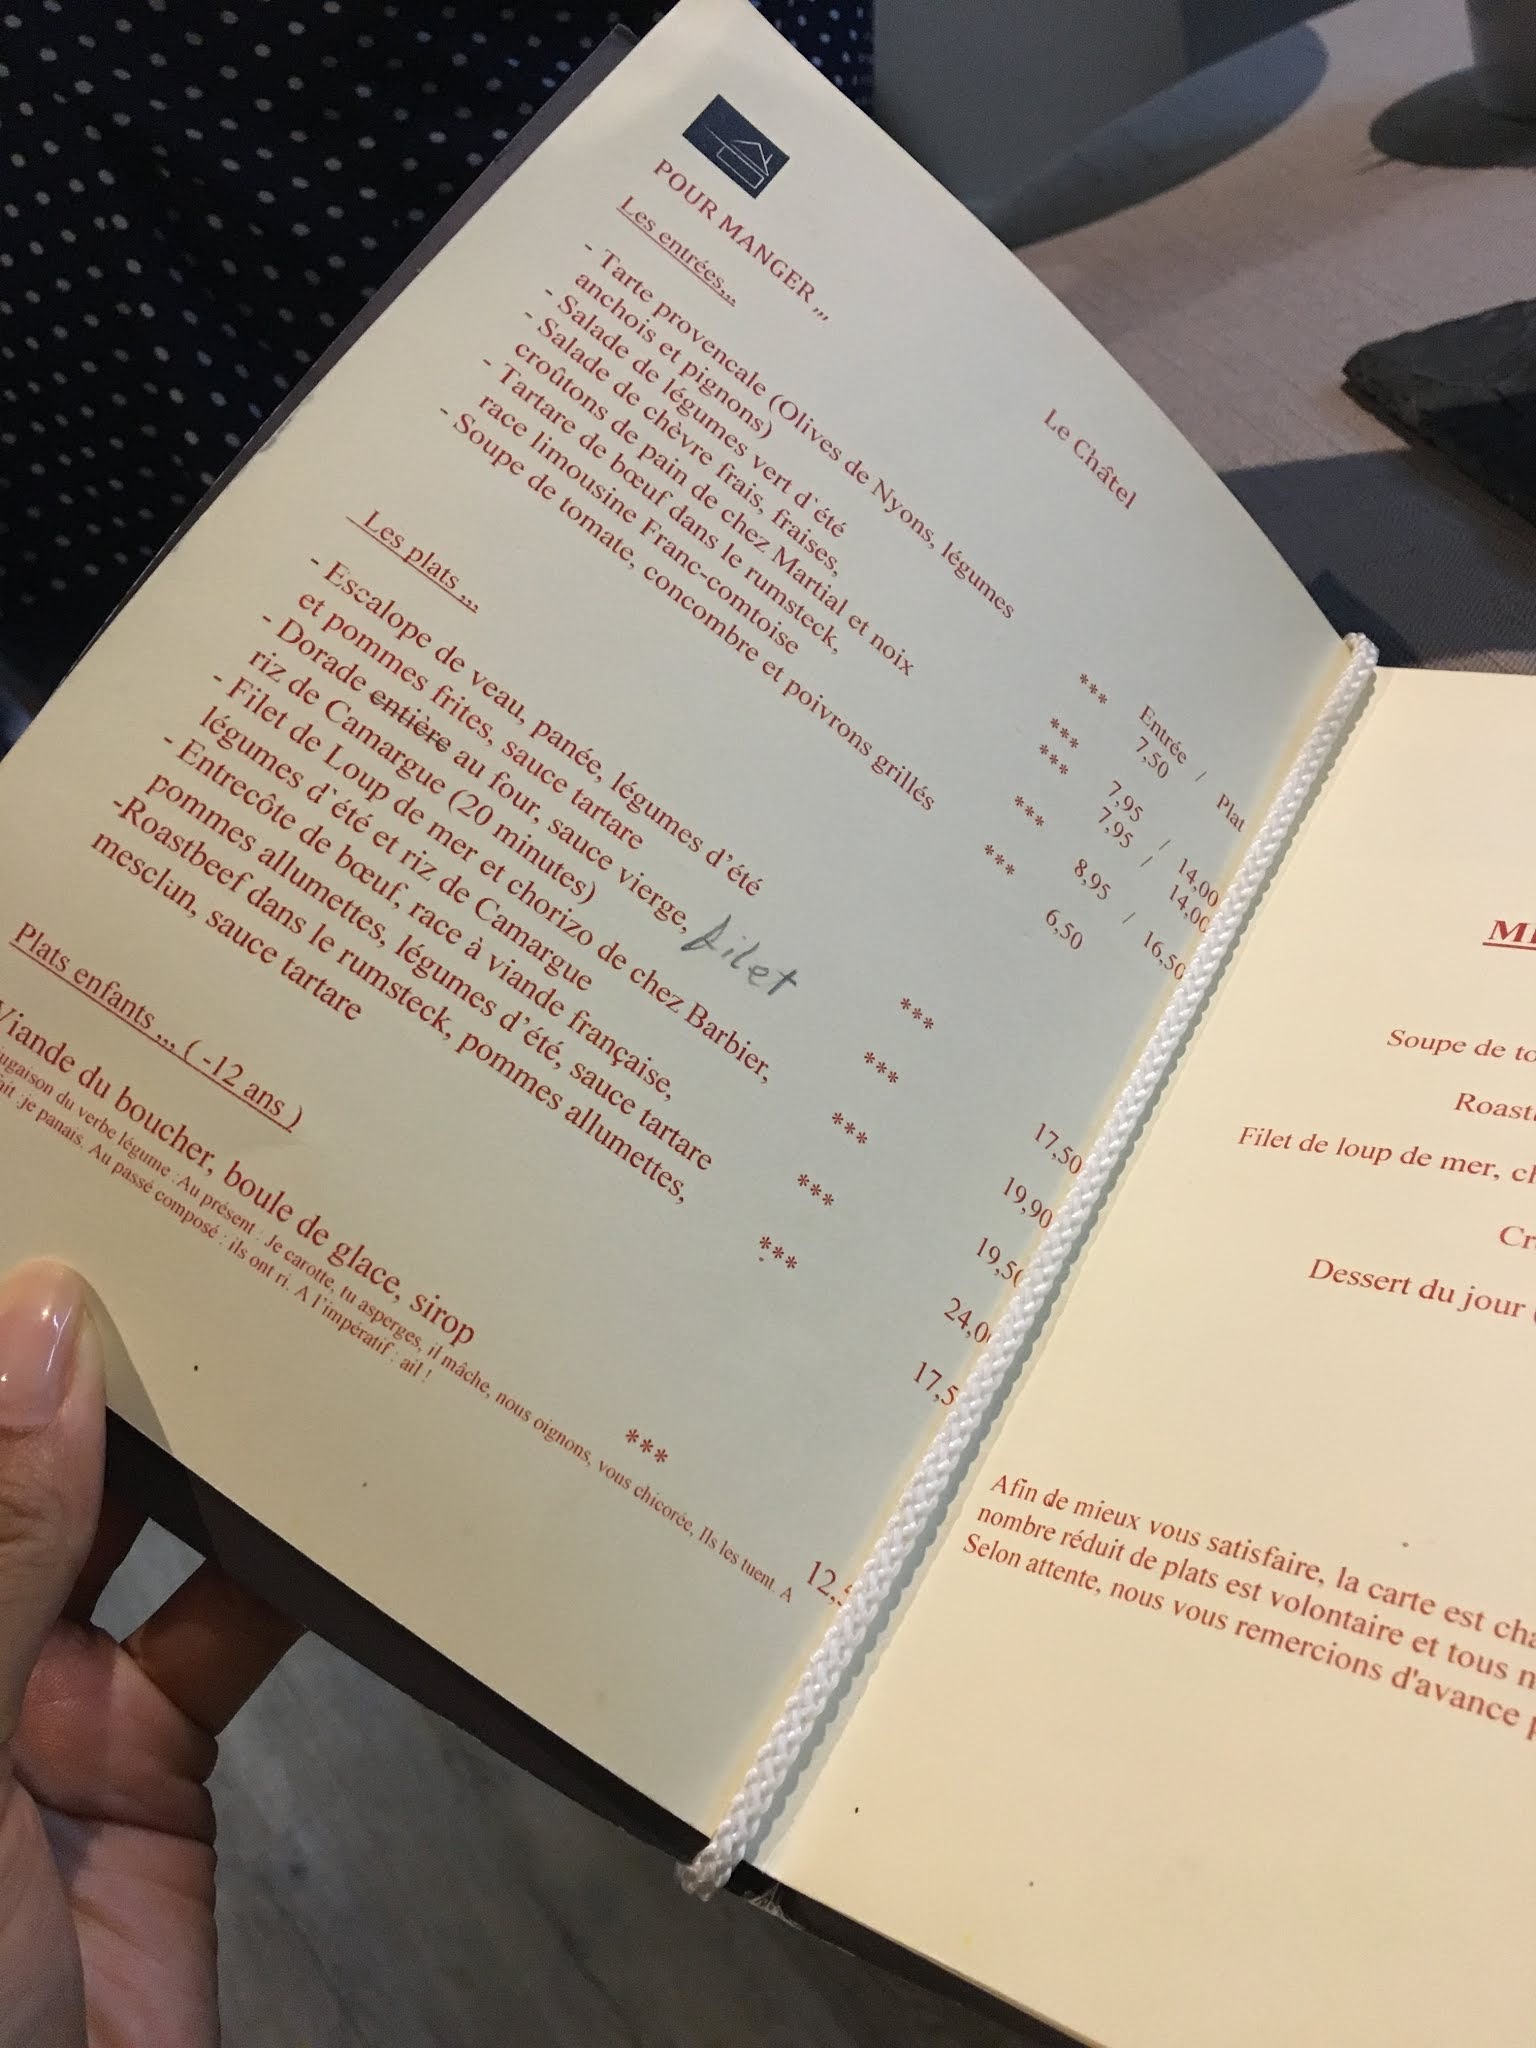 Le Châtel
POUR MANGER ,,,
Les entrées,,,
Entrée / Plat
- Tarte provencale (Olives de Nyons, légumes *** 7,50
anchois et pignons)
- Salade de légumes vert d`été *** 7,95 / 14,00
- Salade de chèvre frais, fraises, *** 7,95 / 14,00
croûtons de pain de chez Martial et noix
- Tartare de bœuf dans le rumsteck, *** 8,95 / 16,50
race limousine Franc-comtoise
- Soupe de tomate, concombre et poivrons grillés *** 6,50
Les plats ,,,
- Escalope de veau, panée, légumes d’été *** 17,50
et pommes frites, sauce tartare
- Dorade entière au four, sauce vierge, filet *** 19,90
riz de Camargue (20 minutes)
- Filet de Loup de mer et chorizo de chez Barbier, *** 19,50
légumes d`été et riz de Camargue
- Entrecôte de bœuf, race à viande française, *** 24,00
pommes allumettes, légumes d’été, sauce tartare
-Roastbeef dans le rumsteck, pommes allumettes, *** 17,5
mesclun, sauce tartare
Plats enfants ,,, ( -12 ans )
Viande du boucher, boule de glace, sirop *** 12,5
jugaison du verbe légume : Au présent : Je carotte, tu asperges, il mâche, nous oignons, vous chicorée, Ils les tuent. A
fait :je panais. Au passé composé : ils ont ri. A l’impératif : ail !
Soupe de to
Roast
Filet de loup de mer, ch
Cr
Dessert du jour
Afin de mieux vous satisfaire, la carte est cha
nombre réduit de plats est volontaire et tous n
Selon attente, nous vous remercions d'avance p